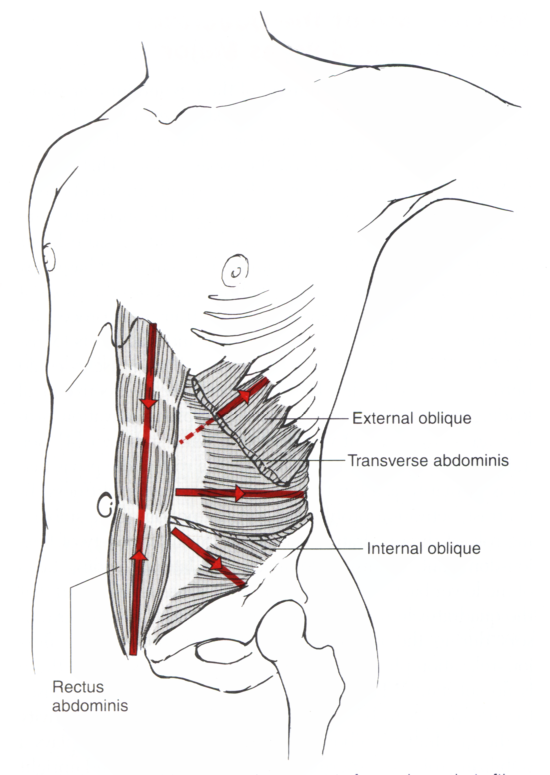 External oblique
Transverse abdominis
Internal oblique
Rectus
abdominis